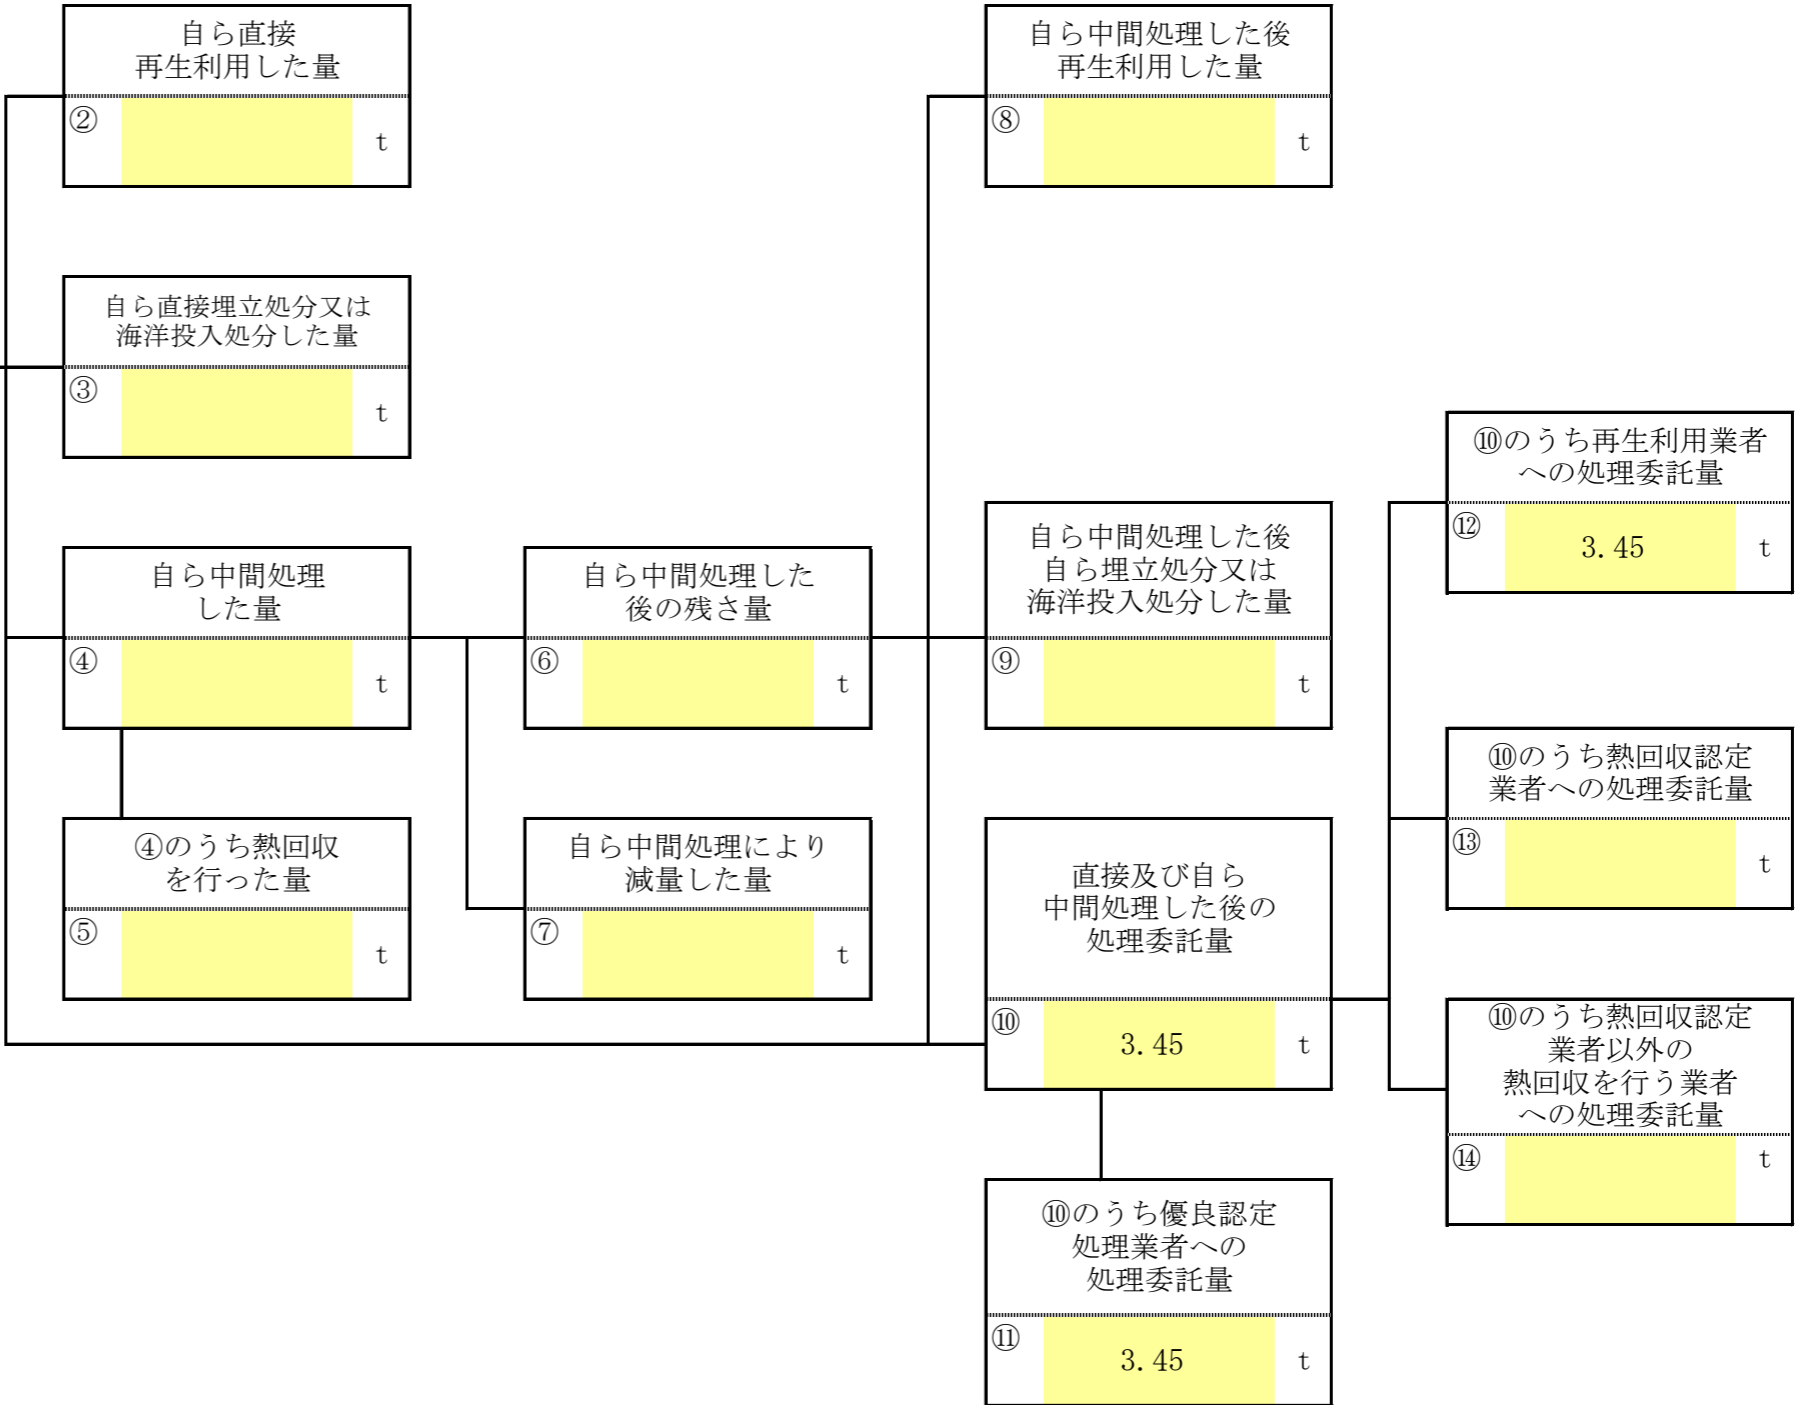 自ら直接
再生利用した量
②
t
自ら中間処理した後
再生利用した量
⑧
t
自ら直接埋立処分又は
海洋投入処分した量
③
t
⑩のうち再生利用業者
への処理委託量
⑫
3.45
t
自ら中間処理
した量
④
t
自ら中間処理した
後の残さ量
⑥
t
自ら中間処理した後
自ら埋立処分又は
海洋投入処分した量
⑨
t
⑩のうち熱回収認定
業者への処理委託量
⑬
t
④のうち熱回収
を行った量
⑤
t
自ら中間処理により
減量した量
⑦
t
直接及び自ら
中間処理した後の
処理委託量
⑩
3.45
t
⑩のうち熱回収認定
業者以外の
熱回収を行う業者
への処理委託量
⑭
t
⑩のうち優良認定
処理業者への
処理委託量
⑪
3.45
t